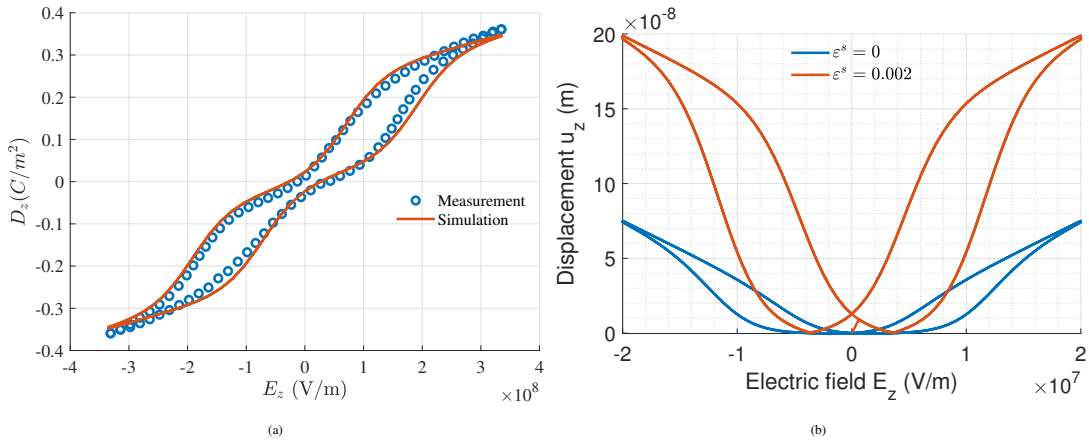 0.4
0.3
0.2
0.1
0
-0.1
-0.2
-0.3
-0.4
D_z(C/m^2)
Measurement
Simulation
-4 -3 -2 -1 0 1 2 3 4
E_z (V/m)
×10^8
(a)
×10^-8
20
15
10
5
0
Displacement u_z (m)
ε^s = 0
ε^s = 0.002
-2 -1 0 1 2
Electric field E_z (V/m)
×10^7
(b)